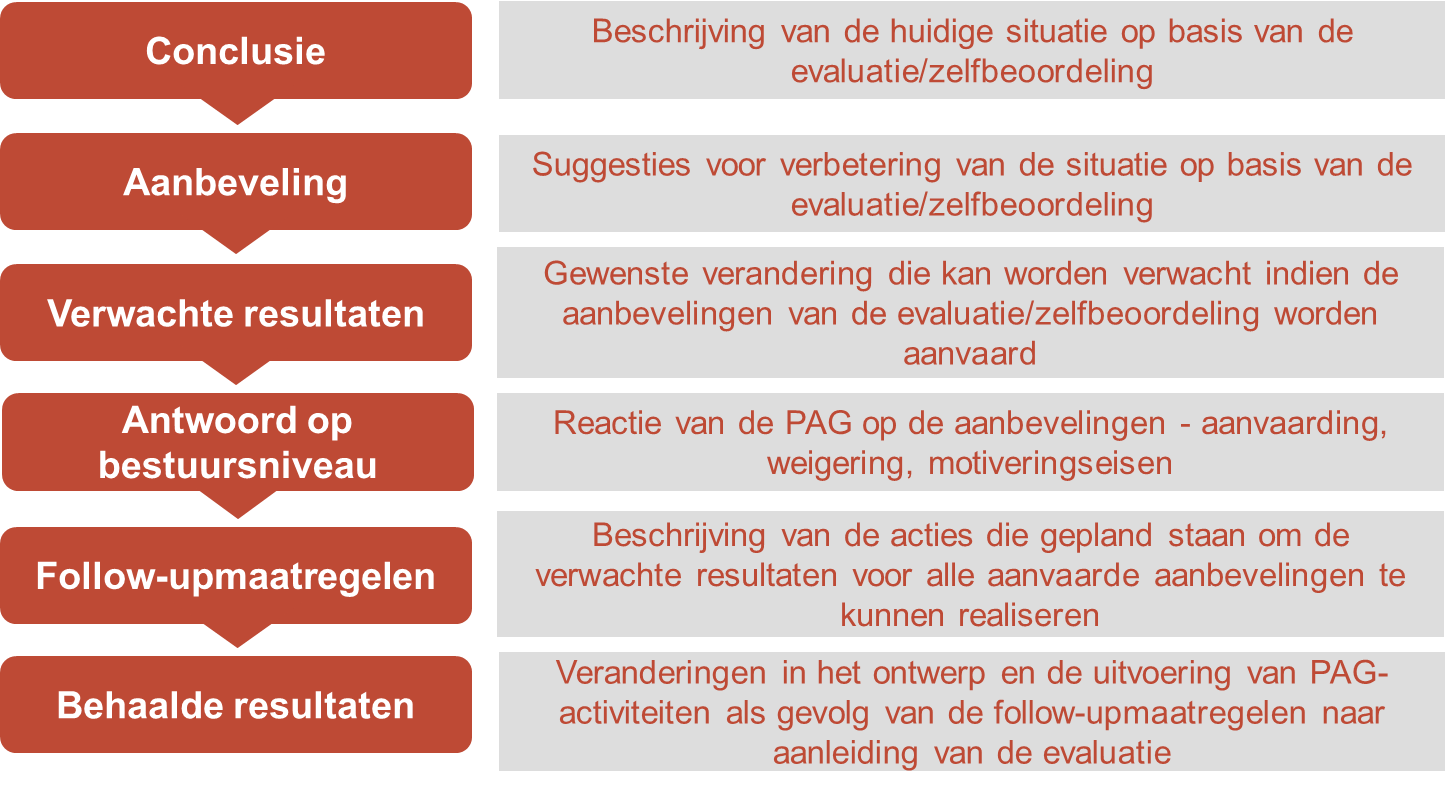 Conclusie
Beschrijving van de huidige situatie op basis van de
evaluatie/zelfbeoordeling
Aanbeveling
Suggesties voor verbetering van de situatie op basis van de
evaluatie/zelfbeoordeling
Verwachte resultaten
Gewenste verandering die kan worden verwacht indien de
aanbevelingen van de evaluatie/zelfbeoordeling worden
aanvaard
Antwoord op
bestuursniveau
Reactie van de PAG op de aanbevelingen - aanvaarding,
weigering, motiveringseisen
Follow-upmaatregelen
Beschrijving van de acties die gepland staan om de
verwachte resultaten voor alle aanvaarde aanbevelingen te
kunnen realiseren
Behaalde resultaten
Veranderingen in het ontwerp en de uitvoering van PAG-
activiteiten als gevolg van de follow-upmaatregelen naar
aanleiding van de evaluatie